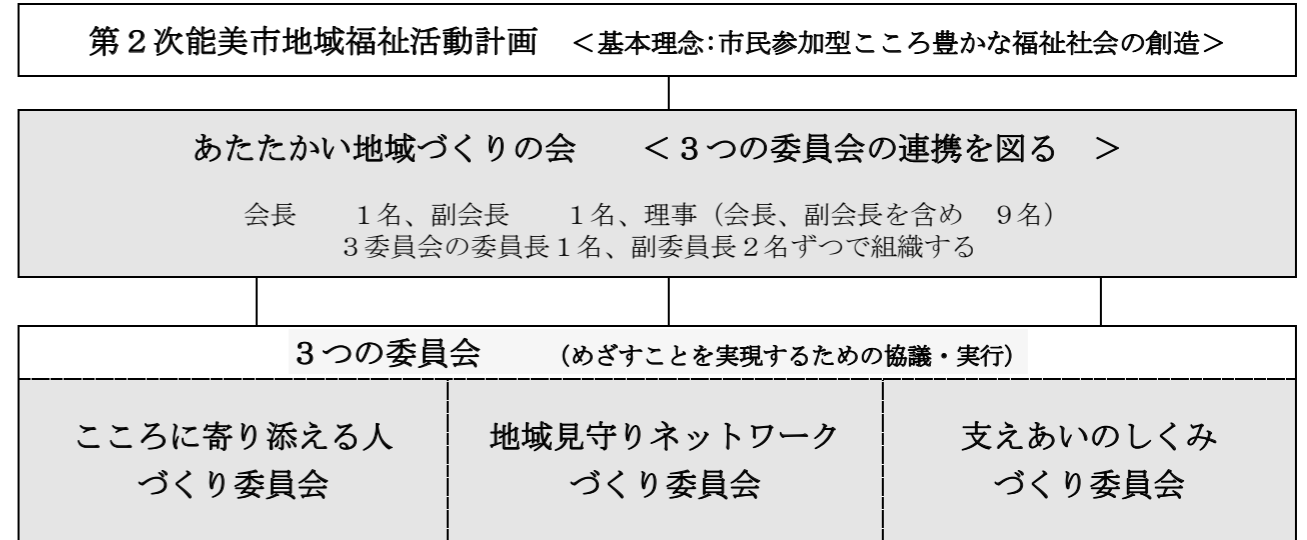 第２次能美市地域福祉活動計画　＜基本理念：市民参加型こころ豊かな福祉社会の創造＞
あたたかい地域づくりの会　　＜３つの委員会の連携を図る　＞
会長　　１名、副会長　　１名、理事（会長、副会長を含め　９名）
３委員会の委員長１名、副委員長２名ずつで組織する
３つの委員会　　（めざすことを実現するための協議・実行）
こころに寄り添える人
づくり委員会
地域見守りネットワーク
づくり委員会
支えあいのしくみ
づくり委員会